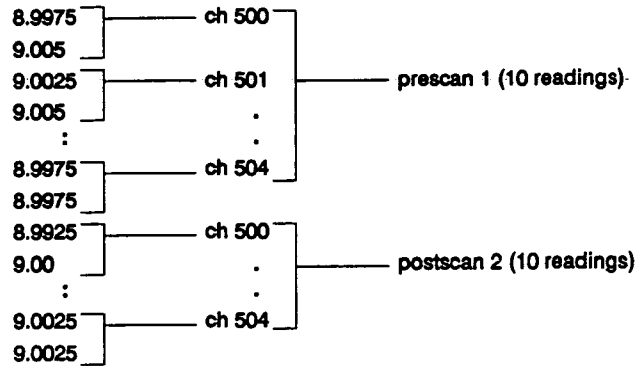 8.9975 ch 500
9.005
9.0025 ch 501 prescan 1 (10 readings)
9.005 .
: .
8.9975 ch 504
8.9975
8.9925 ch 500
9.00 . postscan 2 (10 readings)
: .
9.0025 ch 504
9.0025